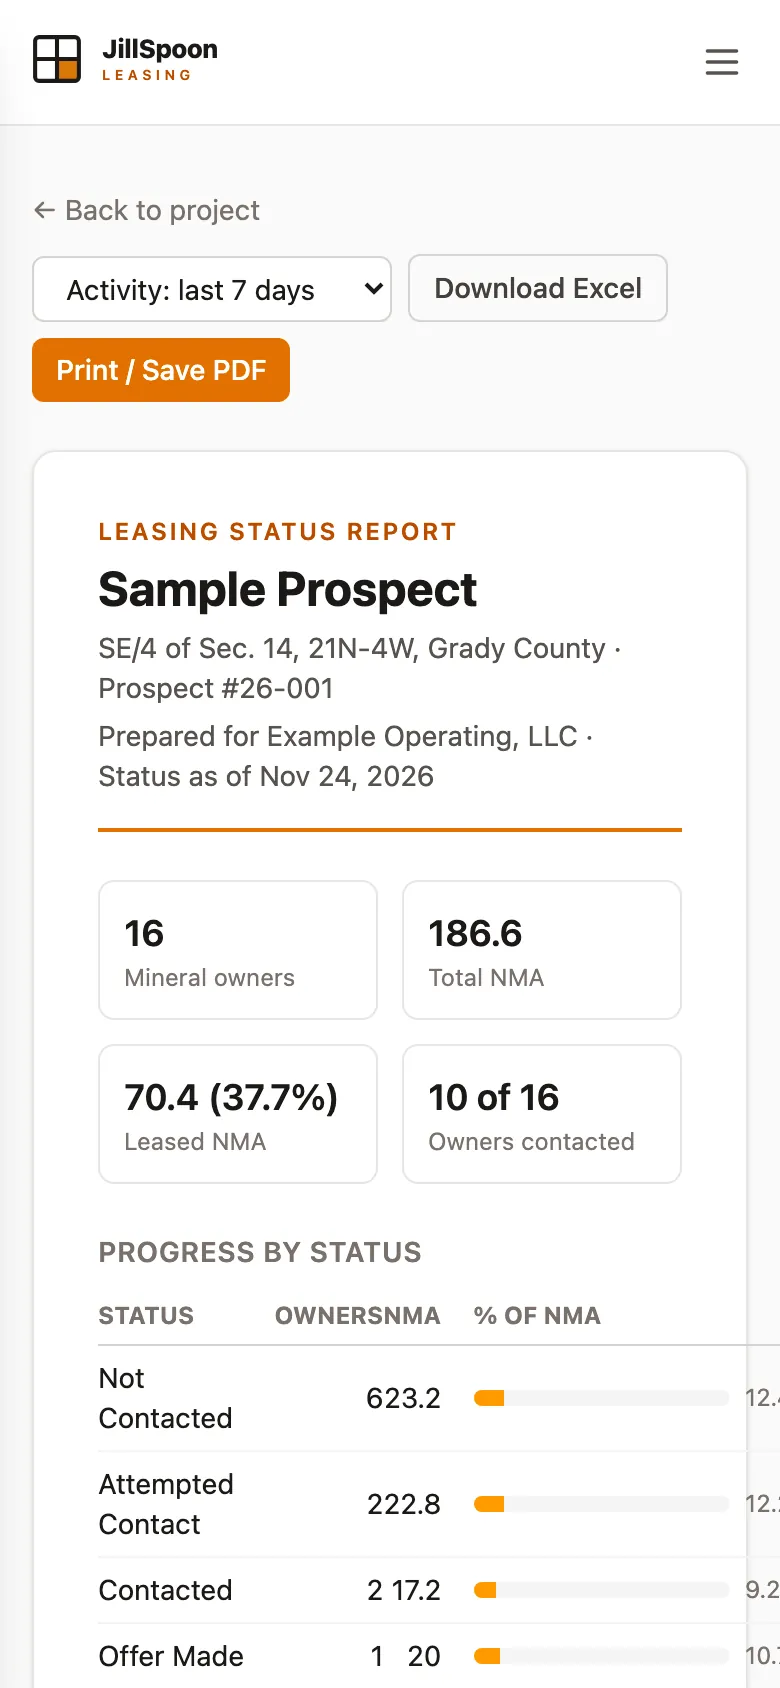 JillSpoon
LEASING
← Back to project
Activity: last 7 days
Download Excel
Print / Save PDF
LEASING STATUS REPORT
Sample Prospect
SE/4 of Sec. 14, 21N-4W, Grady County ·
Prospect #26-001
Prepared for Example Operating, LLC ·
Status as of Nov 24, 2026
16
Mineral owners
186.6
Total NMA
70.4 (37.7%)
Leased NMA
10 of 16
Owners contacted
PROGRESS BY STATUS
STATUS OWNERSNMA % OF NMA
Not
Contacted
623.2
Attempted
Contact
222.8
Contacted 2 17.2 9.2
Offer Made 1 20